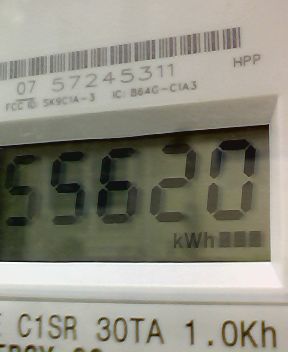 HPP
07 57245311
FCC ID: SK9C1A-3 IC: 864G-C1A3
55620
kWh
C1SR 30TA 1.0Kh